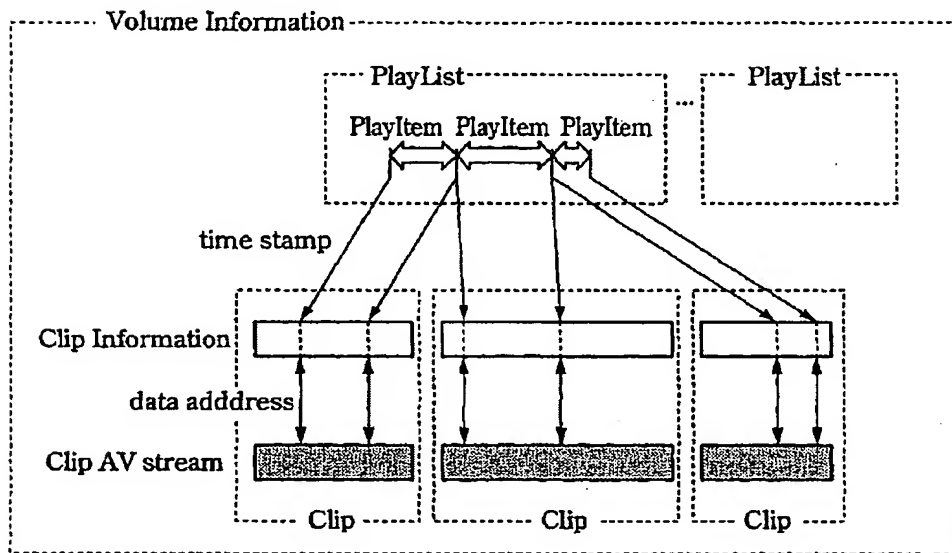 Volume Information
PlayList ... PlayList
PlayItem PlayItem PlayItem
time stamp
Clip Information
data adddress
Clip AV stream
Clip Clip Clip